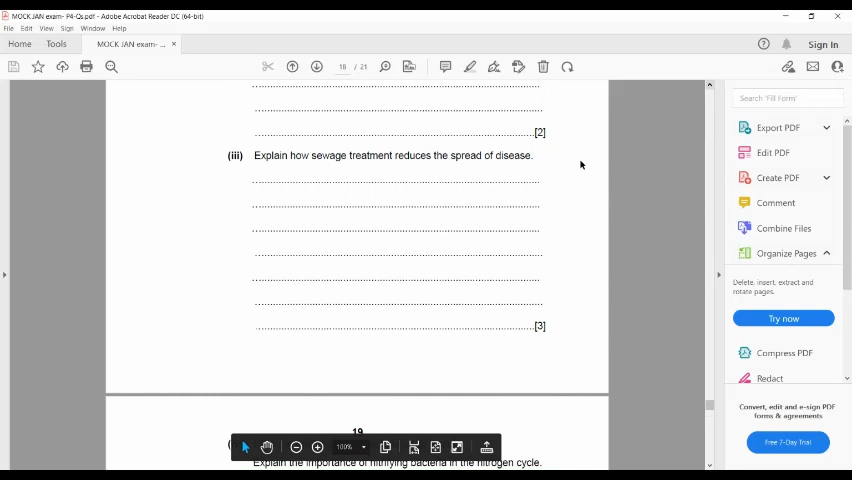 MOCK JAN exam- P4-Qs.pdf - Adobe Acrobat Reader DC (64-bit)
File Edit View Sign Window Help
Home Tools MOCK JAN exam- ... × Sign In
18 / 21
Search 'Fill Form'
[2]
(iii) Explain how sewage treatment reduces the spread of disease.
[3]
19
(
Explain the importance of nitrifying bacteria in the nitrogen cycle.
100%
Export PDF
Edit PDF
Create PDF
Comment
Combine Files
Organize Pages
Delete, insert, extract and
rotate pages.
Try now
Compress PDF
Redact
Convert, edit and e-sign PDF
forms & agreements
Free 7-Day Trial